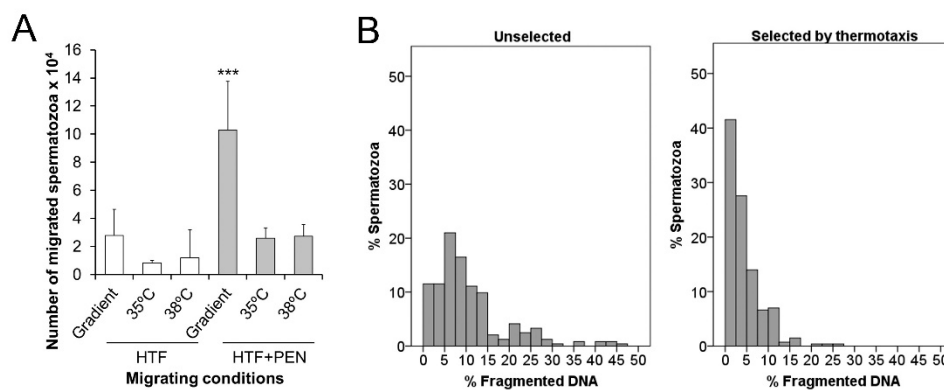 A
Number of migrated spermatozoa x 10⁴
16
14
12
10
8
6
4
2
0
***
Gradient
35ºC
38ºC
Gradient
35ºC
38ºC
HTF
HTF+PEN
Migrating conditions
B
Unselected
% Spermatozoa
50
40
30
20
10
0
0 5 10 15 20 25 30 35 40 45 50
% Fragmented DNA
Selected by thermotaxis
% Spermatozoa
50
40
30
20
10
0
0 5 10 15 20 25 30 35 40 45 50
% Fragmented DNA